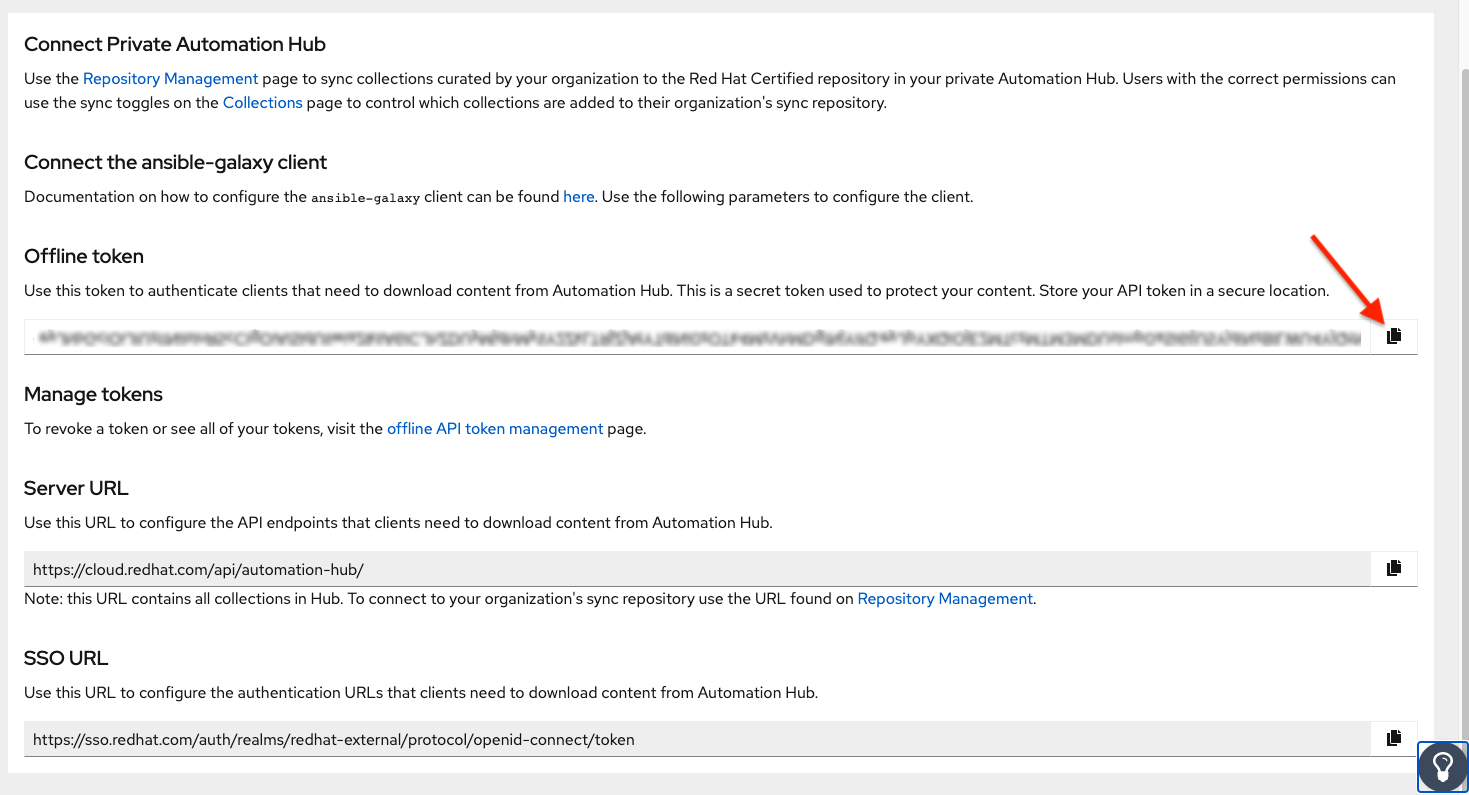 Connect Private Automation Hub
Use the Repository Management page to sync collections curated by your organization to the Red Hat Certified repository in your private Automation Hub. Users with the correct permissions can
use the sync toggles on the Collections page to control which collections are added to their organization's sync repository.
Connect the ansible-galaxy client
Documentation on how to configure the ansible-galaxy client can be found here. Use the following parameters to configure the client.
Offline token
Use this token to authenticate clients that need to download content from Automation Hub. This is a secret token used to protect your content. Store your API token in a secure location.
Manage tokens
To revoke a token or see all of your tokens, visit the offline API token management page.
Server URL
Use this URL to configure the API endpoints that clients need to download content from Automation Hub.
https://cloud.redhat.com/api/automation-hub/
Note: this URL contains all collections in Hub. To connect to your organization's sync repository use the URL found on Repository Management.
SSO URL
Use this URL to configure the authentication URLs that clients need to download content from Automation Hub.
https://sso.redhat.com/auth/realms/redhat-external/protocol/openid-connect/token